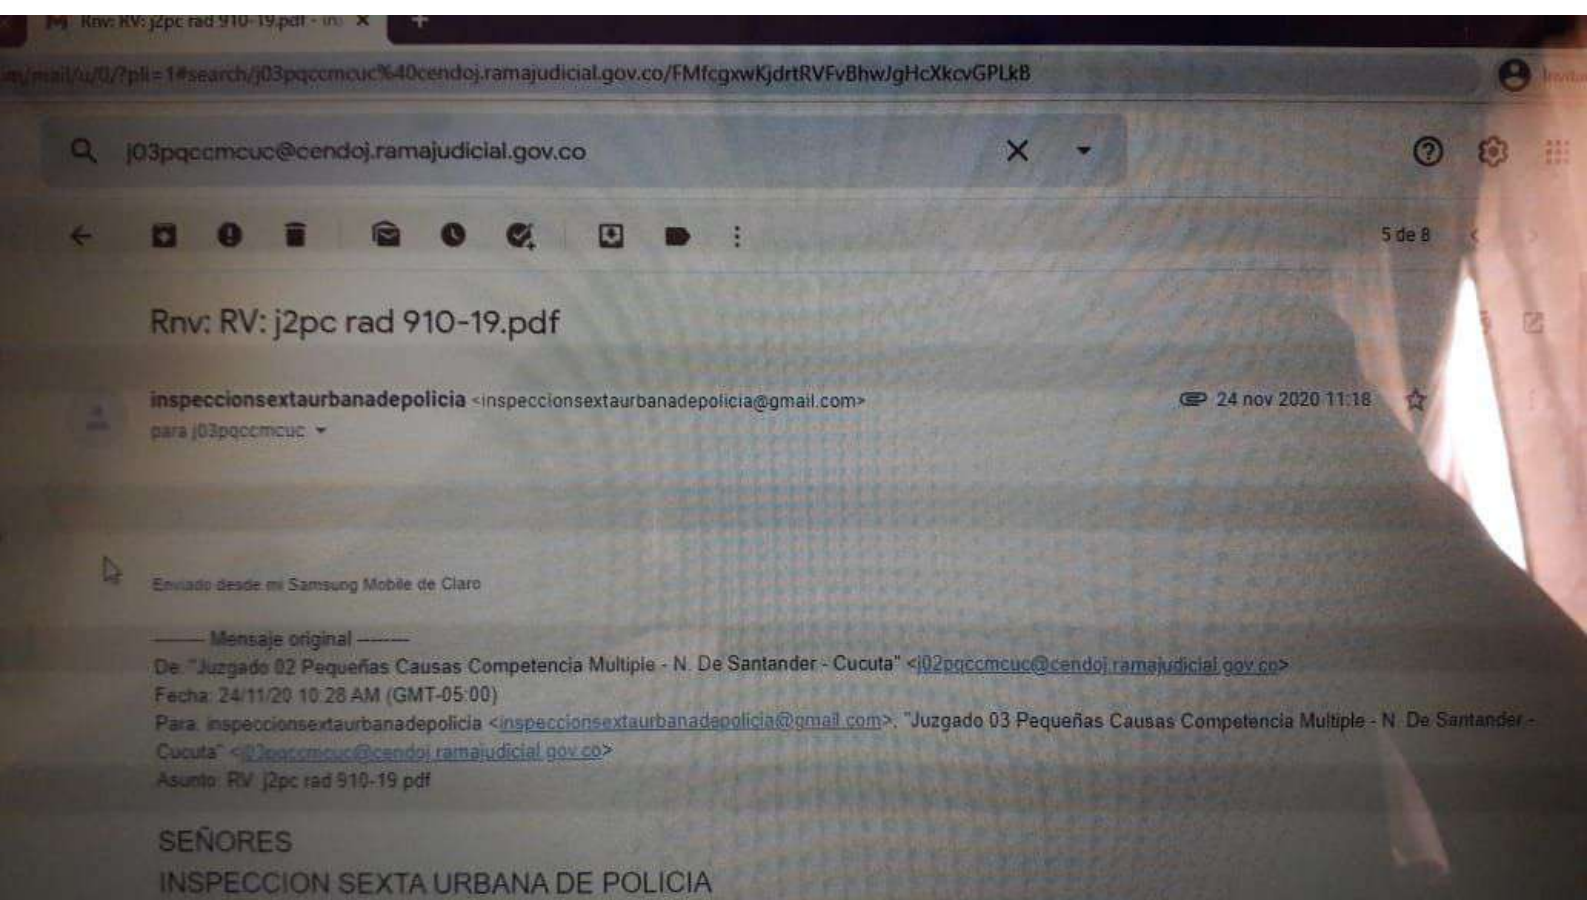 Rnv: RV: j2pc rad 910-19.pdf - in
/mail/u/0/?pli=1#search/j03pqccmcuc%40cendoj.ramajudicial.gov.co/FMfcgxwKjdrtRVFvBhwJgHcXkcvGPLkB
j03pqccmcuc@cendoj.ramajudicial.gov.co
5 de 8
Rnv: RV: j2pc rad 910-19.pdf
inspeccionsextaurbanadepolicia <inspeccionsextaurbanadepolicia@gmail.com> 24 nov 2020 11:18
para j03pqccmcuc
Enviado desde mi Samsung Mobile de Claro
-------- Mensaje original --------
De: "Juzgado 02 Pequeñas Causas Competencia Multiple - N. De Santander - Cucuta" <j02pqccmcuc@cendoj.ramajudicial.gov.co>
Fecha: 24/11/20 10:28 AM (GMT-05:00)
Para: inspeccionsextaurbanadepolicia <inspeccionsextaurbanadepolicia@gmail.com>, "Juzgado 03 Pequeñas Causas Competencia Multiple - N. De Santander -
Cucuta" <j03pqccmcuc@cendoj.ramajudicial.gov.co>
Asunto: RV: j2pc rad 910-19.pdf
SEÑORES
INSPECCION SEXTA URBANA DE POLICIA